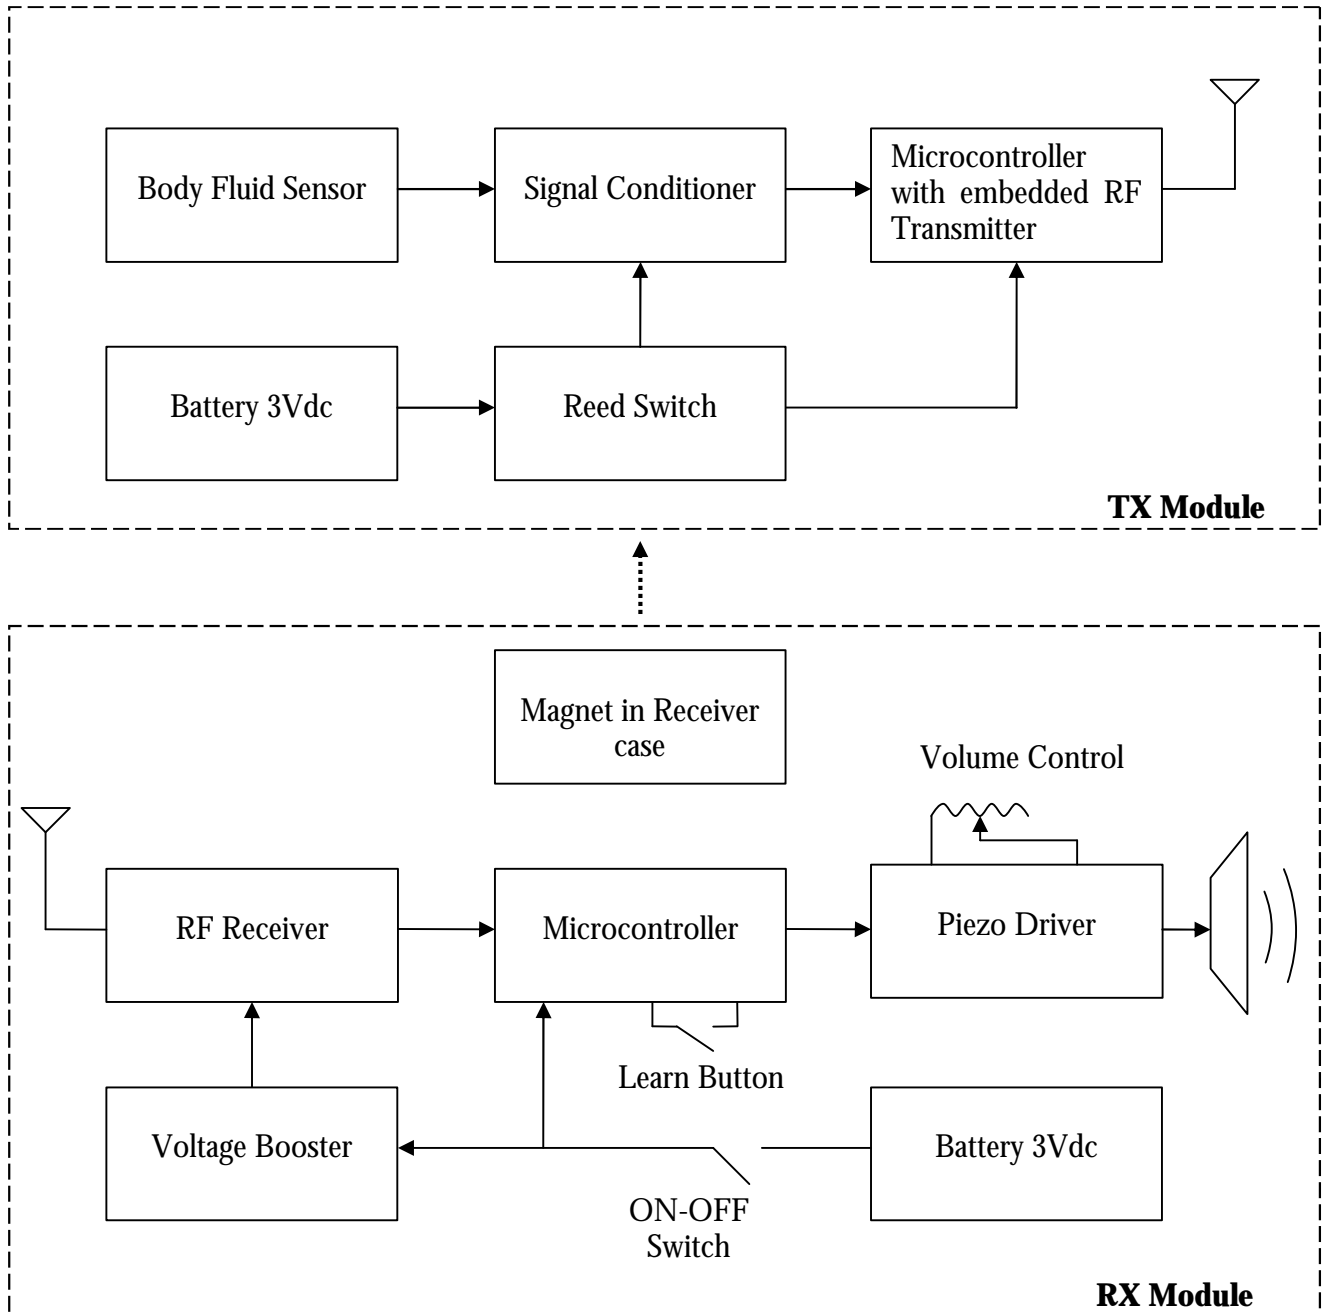 Body Fluid Sensor
Signal Conditioner
Microcontroller
with embedded RF
Transmitter
Battery 3Vdc
Reed Switch
TX Module
Magnet in Receiver
case
Volume Control
RF Receiver
Microcontroller
Piezo Driver
Learn Button
Voltage Booster
Battery 3Vdc
ON-OFF
Switch
RX Module